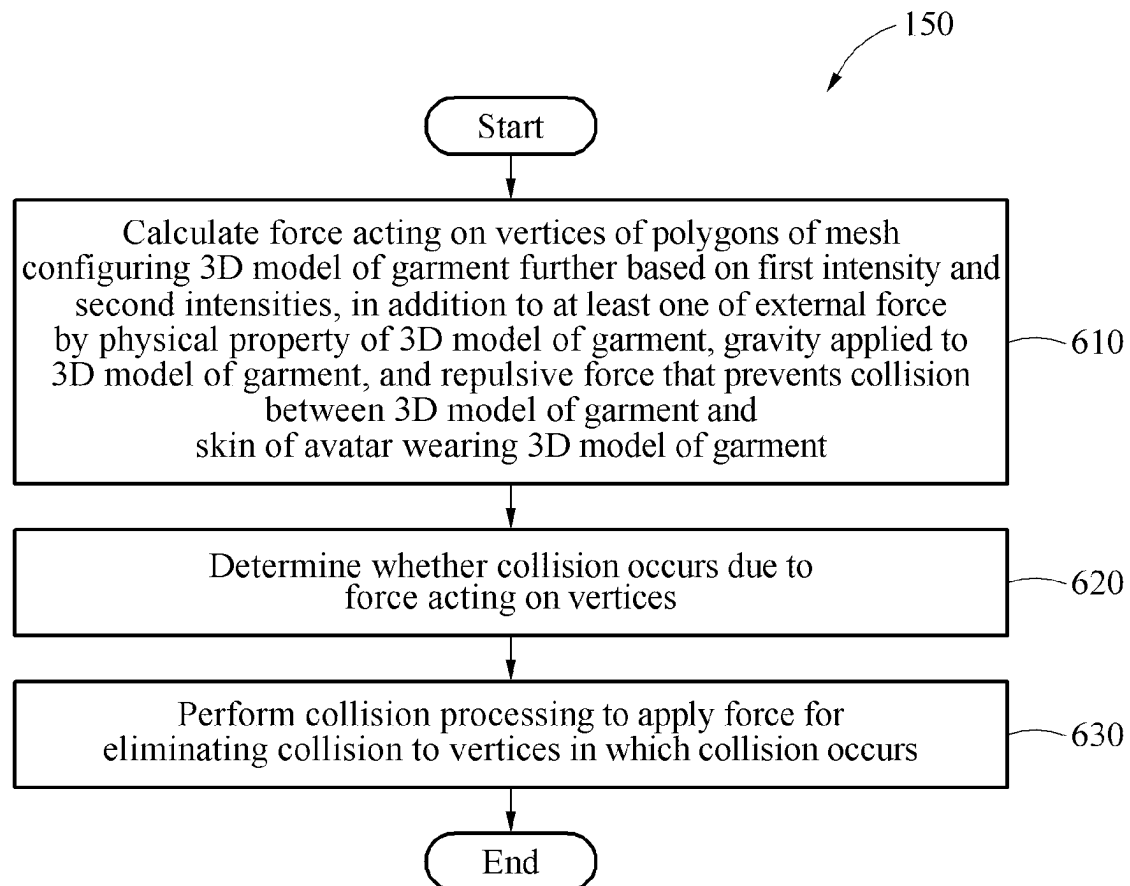 150
Start
Calculate force acting on vertices of polygons of mesh
configuring 3D model of garment further based on first intensity and
second intensities, in addition to at least one of external force
by physical property of 3D model of garment, gravity applied to
3D model of garment, and repulsive force that prevents collision
between 3D model of garment and
skin of avatar wearing 3D model of garment
610
Determine whether collision occurs due to
force acting on vertices
620
Perform collision processing to apply force for
eliminating collision to vertices in which collision occurs
630
End